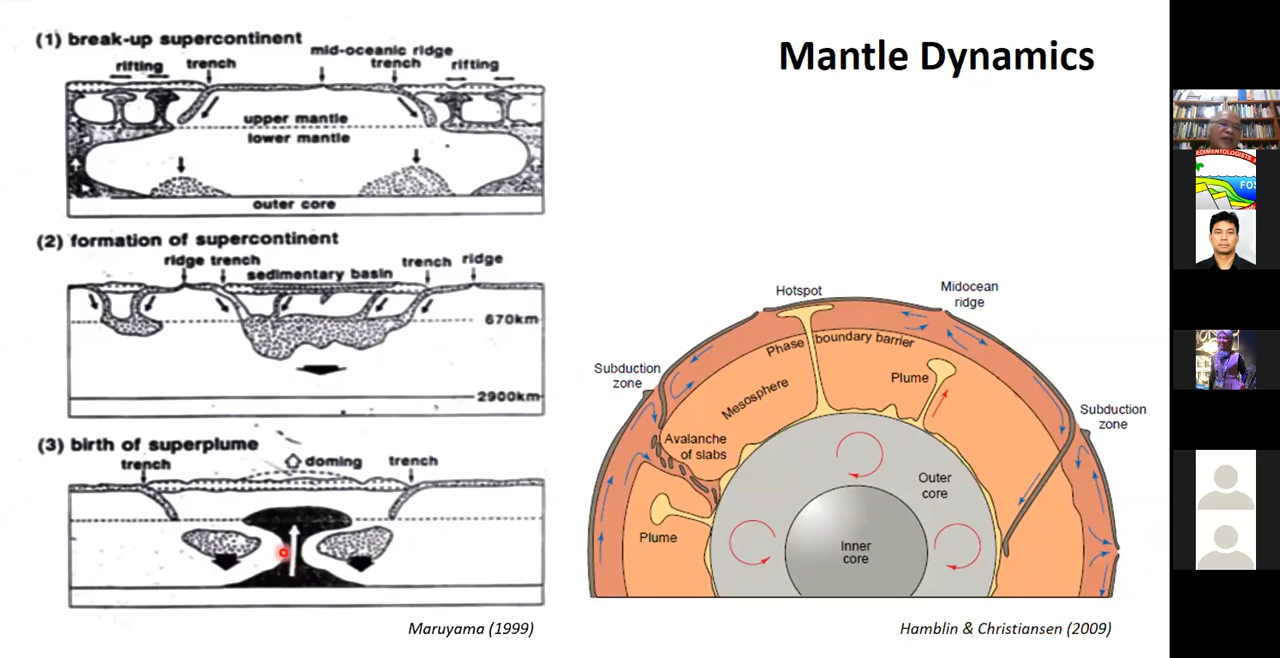 Mantle Dynamics
(1) break-up supercontinent
mid-oceanic ridge
rifting trench trench rifting
upper mantle
lower mantle
outer core
(2) formation of supercontinent
ridge trench trench ridge
sedimentary basin
670km
2900km
(3) birth of superplume
trench doming trench
Maruyama (1999)
Hotspot
Midocean
ridge
Phase boundary barrier
Subduction
zone
Plume
Mesosphere
Subduction
zone
Avalanche
of slabs
Outer
core
Plume
Inner
core
Hamblin & Christiansen (2009)
EDIMENTOLOGISTS
FOS